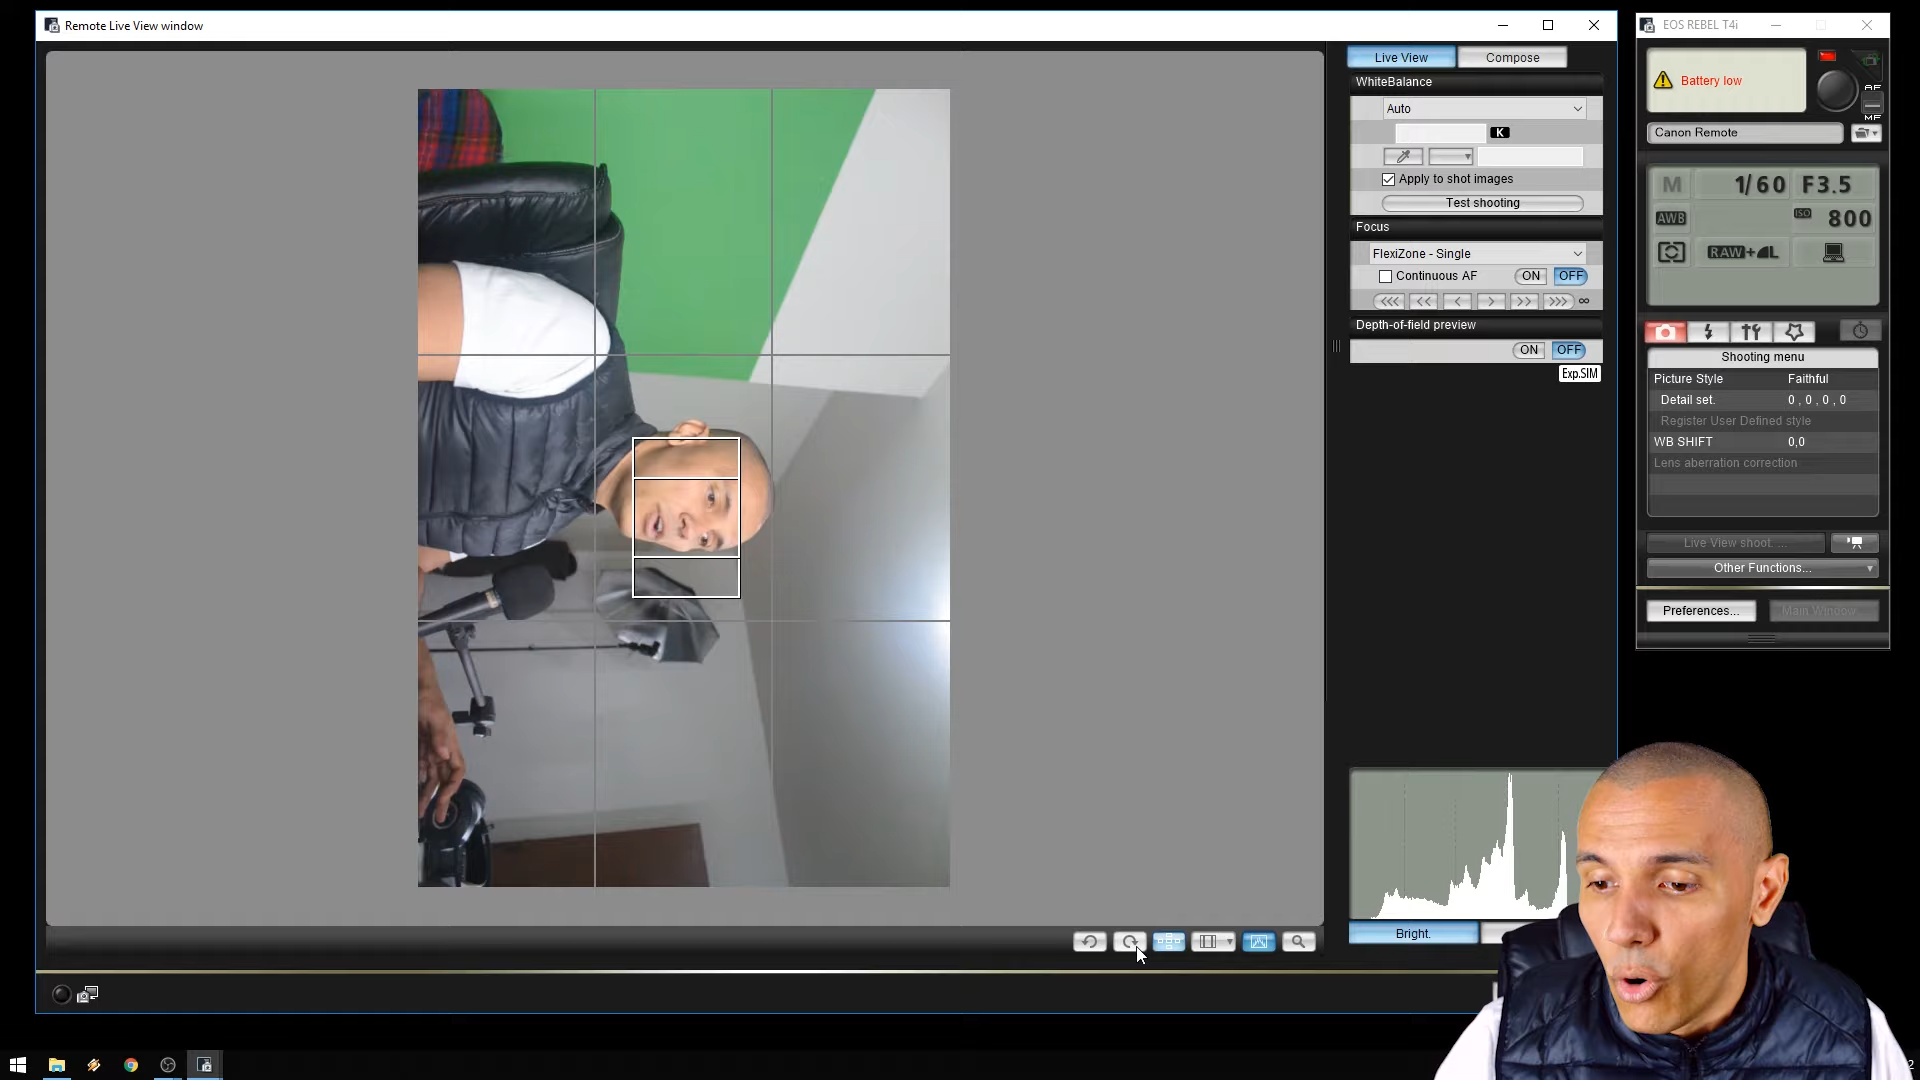 Remote Live View window
Live View
Compose
WhiteBalance
Auto
K
Apply to shot images
Test shooting
Focus
FlexiZone - Single
Continuous AF
ON
OFF
<<<
<<
<
>
>>
>>>
∞
Depth-of-field preview
ON
OFF
Exp.SIM
Bright.
EOS REBEL T4i
Battery low
AF
MF
Canon Remote
M
1/60
F3.5
AWB
ISO
800
RAW+L
Shooting menu
Picture Style
Faithful
Detail set.
0 , 0 , 0 , 0
Register User Defined style
WB SHIFT
0,0
Lens aberration correction
Live View shoot. ...
Other Functions...
Preferences...
Main Window...
2